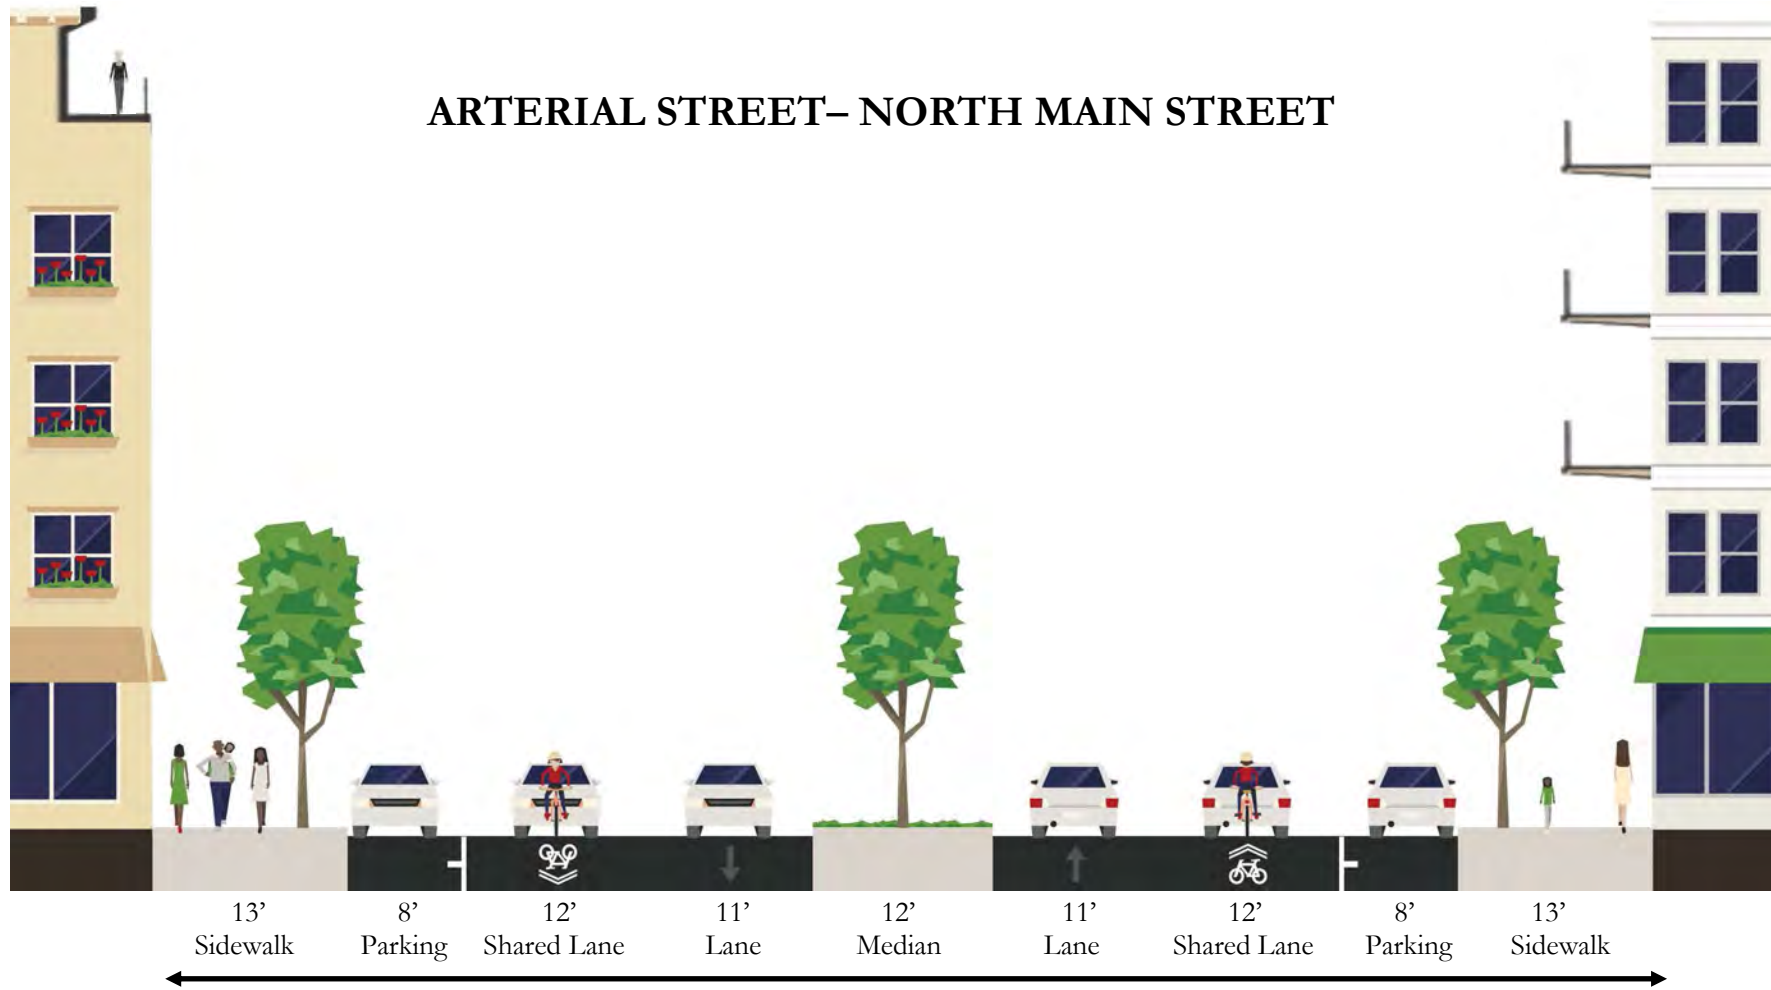 ARTERIAL STREET– NORTH MAIN STREET
13’ 8’ 12’ 11’ 12’ 11’ 12’ 8’ 13’
Sidewalk Parking Shared Lane Lane Median Lane Shared Lane Parking Sidewalk